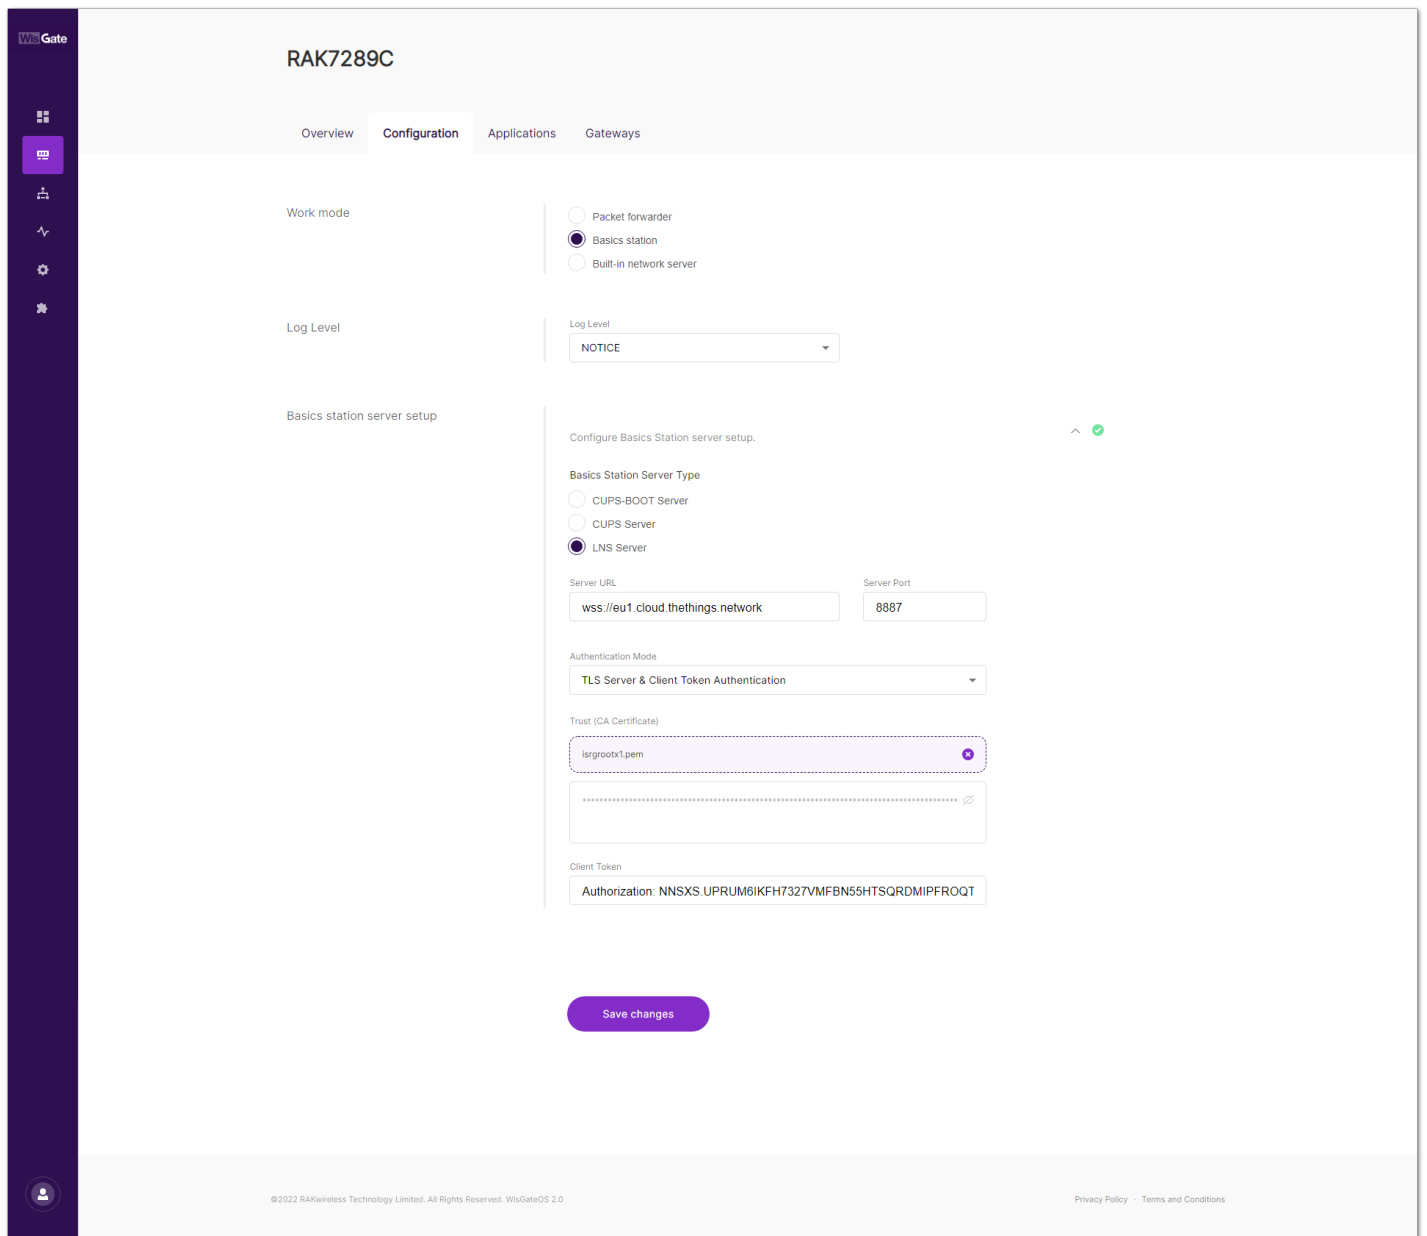 WisGate
RAK7289C
Overview Configuration Applications Gateways
Work mode
Packet forwarder
Basics station
Built-in network server
Log Level
Log Level
NOTICE
Basics station server setup
Configure Basics Station server setup.
Basics Station Server Type
CUPS-BOOT Server
CUPS Server
LNS Server
Server URL Server Port
wss://eu1.cloud.thethings.network 8887
Authentication Mode
TLS Server & Client Token Authentication
Trust (CA Certificate)
isrgrootx1.pem
Client Token
Authorization: NNSXS.UPRUM6IKFH7327VMFBN55HTSQRDMIPFROQT
Save changes
©2022 RAKwireless Technology Limited. All Rights Reserved. WisGateOS 2.0 Privacy Policy - Terms and Conditions